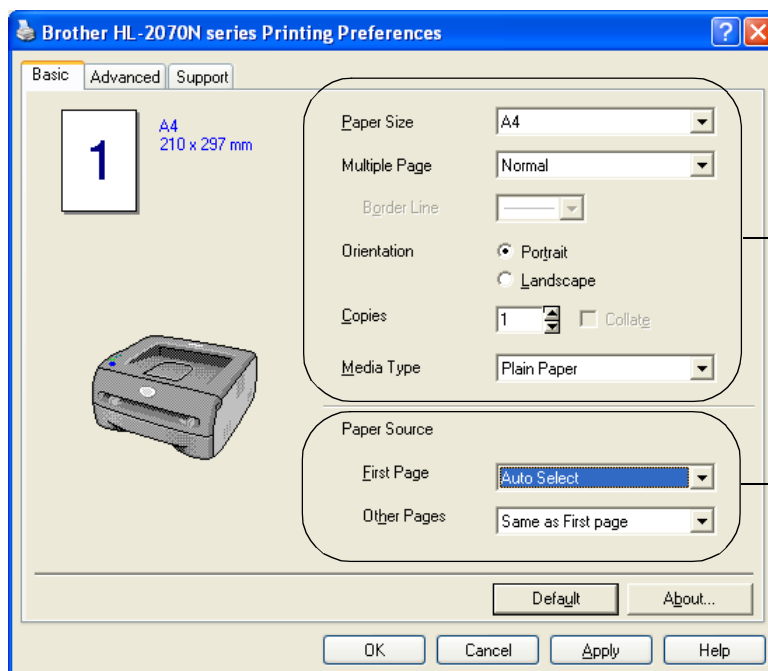 Brother HL-2070N series Printing Preferences
Basic Advanced Support
1
A4
210 x 297 mm
Paper Size A4
Multiple Page Normal
Border Line
Orientation Portrait
Landscape
Copies 1 Collate
Media Type Plain Paper
Paper Source
First Page Auto Select
Other Pages Same as First page
Default About...
OK Cancel Apply Help